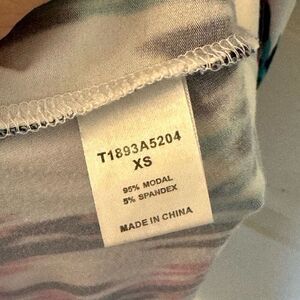 T1893A5204
XS
95% MODAL
5% SPANDEX
MADE IN CHINA